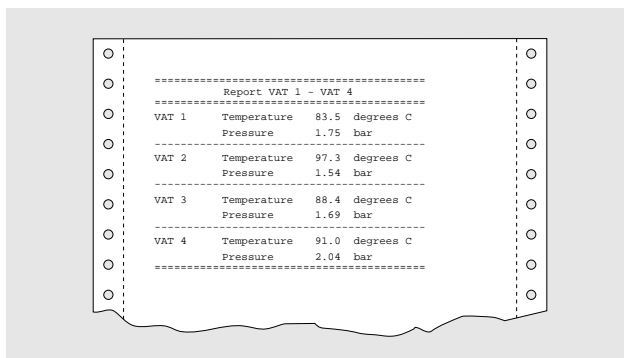 ==========================================
Report VAT 1 - VAT 4
==========================================
VAT 1 Temperature 83.5 degrees C
Pressure 1.75 bar
------------------------------------------
VAT 2 Temperature 97.3 degrees C
Pressure 1.54 bar
------------------------------------------
VAT 3 Temperature 88.4 degrees C
Pressure 1.69 bar
------------------------------------------
VAT 4 Temperature 91.0 degrees C
Pressure 2.04 bar
==========================================